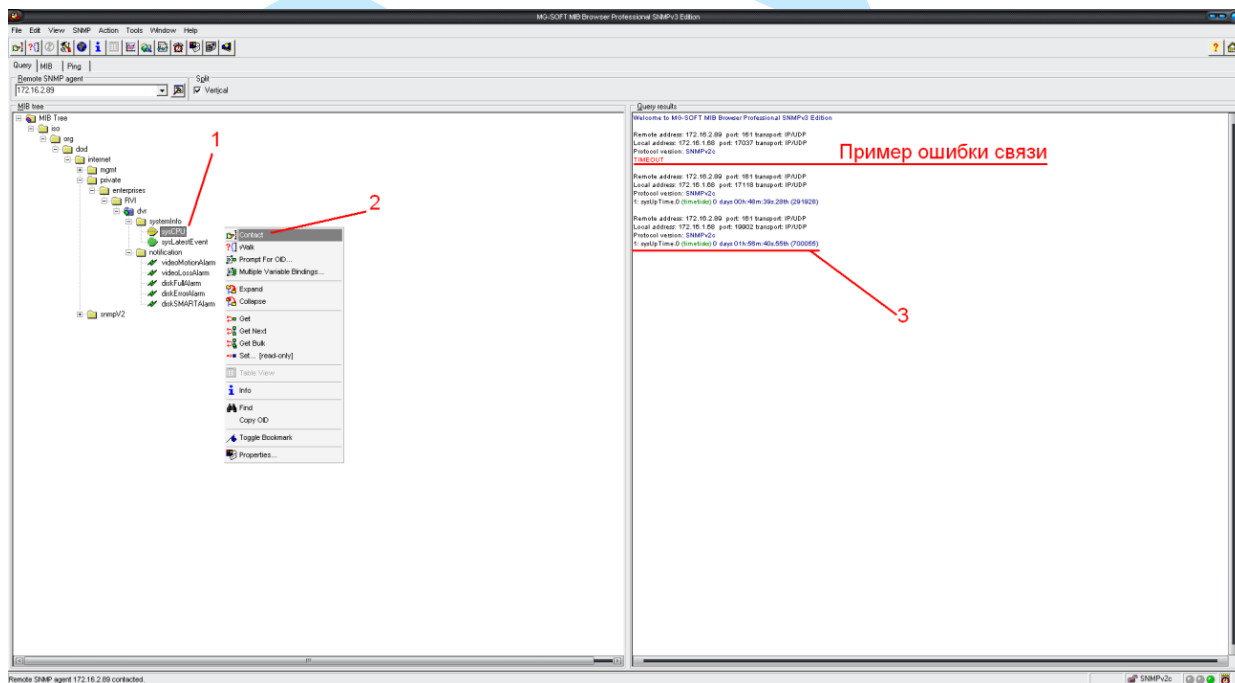 MG-SOFT MIB Browser Professional SNMPv3 Edition
File Edit View SNMP Action Tools Window Help
Query MIB Ping
Remote SNMP agent
Split
172.16.2.89
Vertical
MIB tree
MIB Tree
iso
org
dod
internet
mgmt
private
enterprises
RVI
dvr
systemInfo
sysCPU
sysLatestEvent
notification
videoMotionAlarm
videoLossAlarm
diskFullAlarm
diskErrorAlarm
diskSMARTAlarm
snmpV2
1
2
Contact
Walk
Prompt For OID...
Multiple Variable Bindings...
Expand
Collapse
Get
Get Next
Get Bulk
Set... [read-only]
Table View
Info
Find
Copy OID
Toggle Bookmark
Properties...
Query results
Welcome to MG-SOFT MIB Browser Professional SNMPv3 Edition
Remote address: 172.16.2.89 port: 161 transport: IP/UDP
Local address: 172.16.1.68 port: 17037 transport: IP/UDP
Protocol version: SNMPv2c
TIMEOUT
Пример ошибки связи
Remote address: 172.16.2.89 port: 161 transport: IP/UDP
Local address: 172.16.1.68 port: 17118 transport: IP/UDP
Protocol version: SNMPv2c
1: sysUpTime.0 (timeticks) 0 days 00h:48m:39s.28th (291928)
Remote address: 172.16.2.89 port: 161 transport: IP/UDP
Local address: 172.16.1.68 port: 19902 transport: IP/UDP
Protocol version: SNMPv2c
1: sysUpTime.0 (timeticks) 0 days 01h:56m:40s.55th (700055)
3
Remote SNMP agent 172.16.2.89 contacted.
SNMPv2c